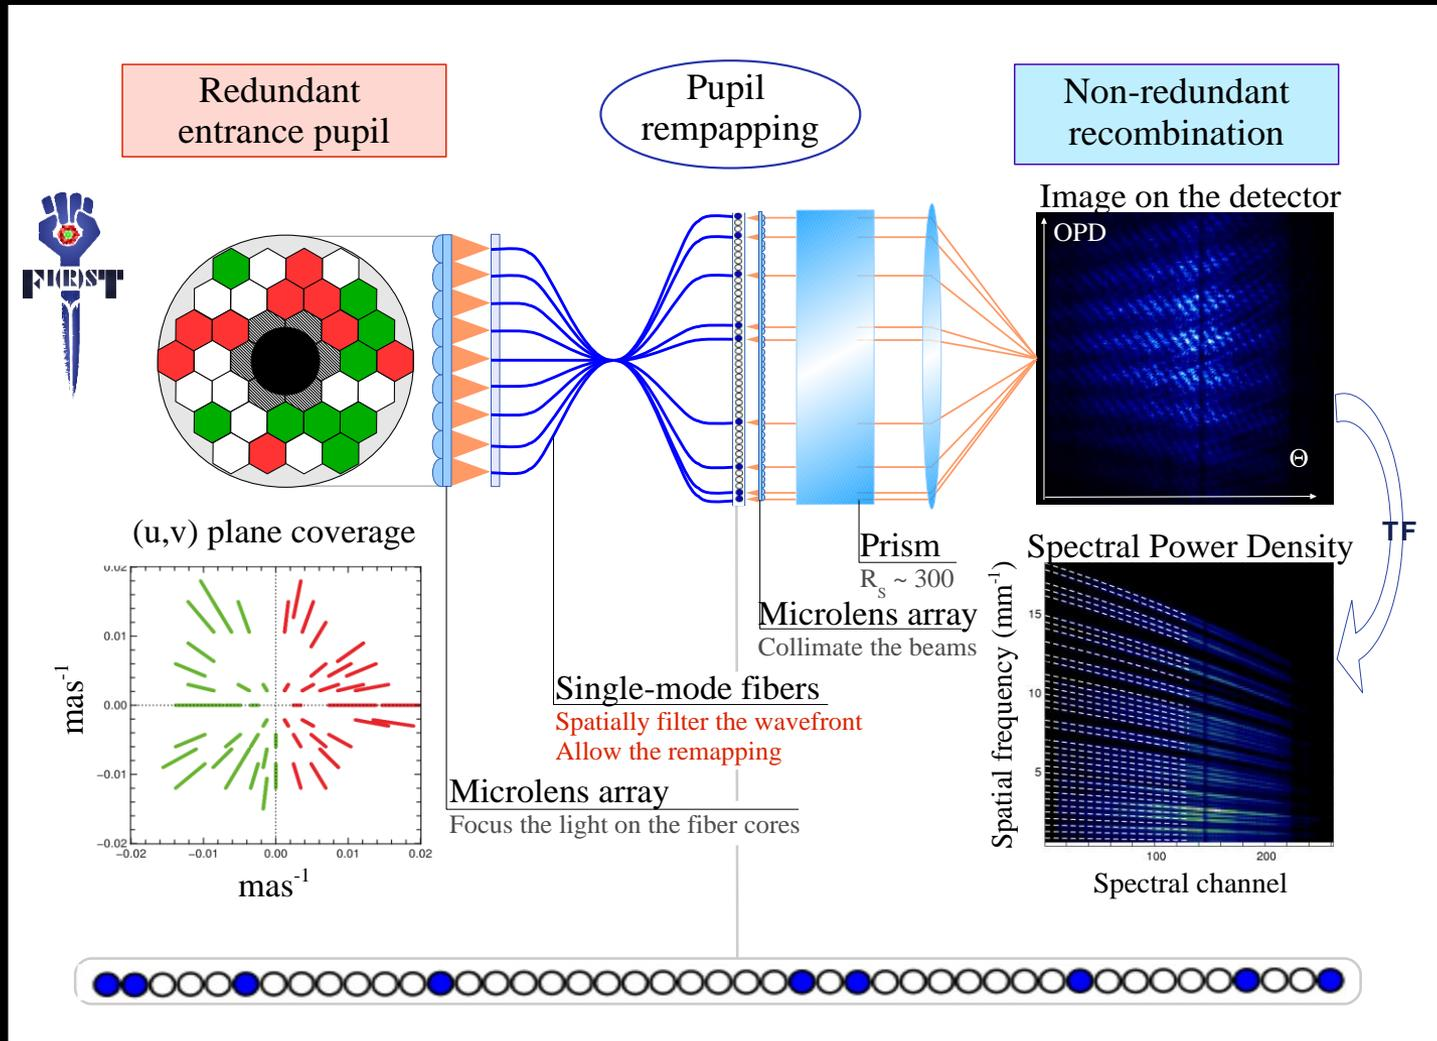 Redundant
entrance pupil
Pupil
rempapping
Non-redundant
recombination
FIRST
Image on the detector
OPD
Θ
(u,v) plane coverage
0.02
0.01
0.00
−0.01
−0.02
−0.02 −0.01 0.00 0.01 0.02
mas-1
mas-1
Prism
Rs ~ 300
Microlens array
Collimate the beams
Single-mode fibers
Spatially filter the wavefront
Allow the remapping
Microlens array
Focus the light on the fiber cores
TF
Spectral Power Density
Spatial frequency (mm-1)
15
10
5
100 200
Spectral channel